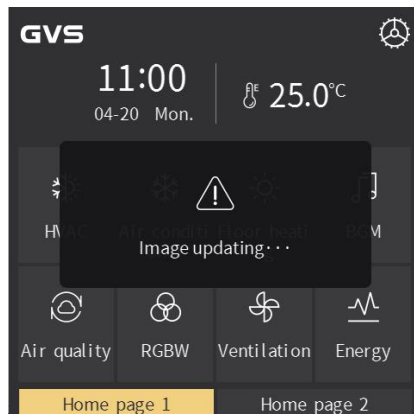 GVS
11:00
04-20 Mon.
25.0°C
HVAC Air conditi Floor heati BGM
Image updating···
Air quality RGBW Ventilation Energy
Home page 1 Home page 2